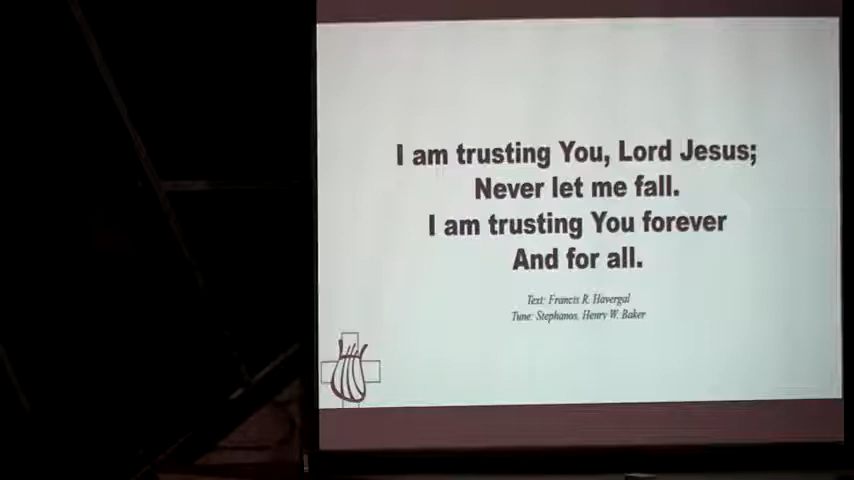 I am trusting You, Lord Jesus;
Never let me fall.
I am trusting You forever
And for all.
Text: Francis R. Havergal
Tune: Stephanos, Henry W. Baker